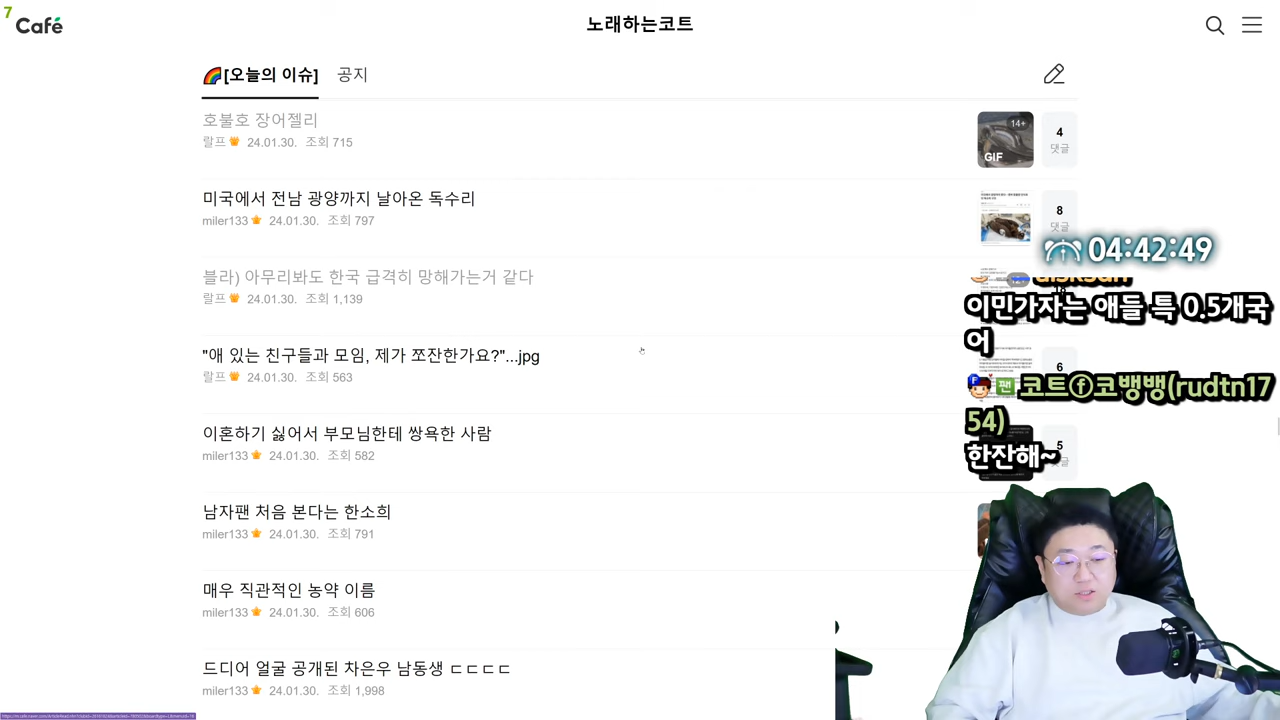 7
Café
노래하는코트
🌈[오늘의 이슈]
공지
호불호 장어젤리
랄프 24.01.30. 조회 715
14+
GIF
4
댓글
미국에서 전남 광양까지 날아온 독수리
miler133 24.01.30. 조회 797
8
댓글
04:42:49
블라) 아무리봐도 한국 급격히 망해가는거 같다
랄프 24.01.30. 조회 1,139
이민가자는 애들 특 0.5개국
어
"애 있는 친구들과 모임, 제가 쪼잔한가요?"...jpg
랄프 24.01.30. 조회 563
6
짼 코트ⓕ코뱅뱅(rudtn17
54)
한잔해~
이혼하기 싫어서 부모님한테 쌍욕한 사람
miler133 24.01.30. 조회 582
5
남자팬 처음 본다는 한소희
miler133 24.01.30. 조회 791
매우 직관적인 농약 이름
miler133 24.01.30. 조회 606
드디어 얼굴 공개된 차은우 남동생 ㄷㄷㄷㄷ
miler133 24.01.30. 조회 1,998